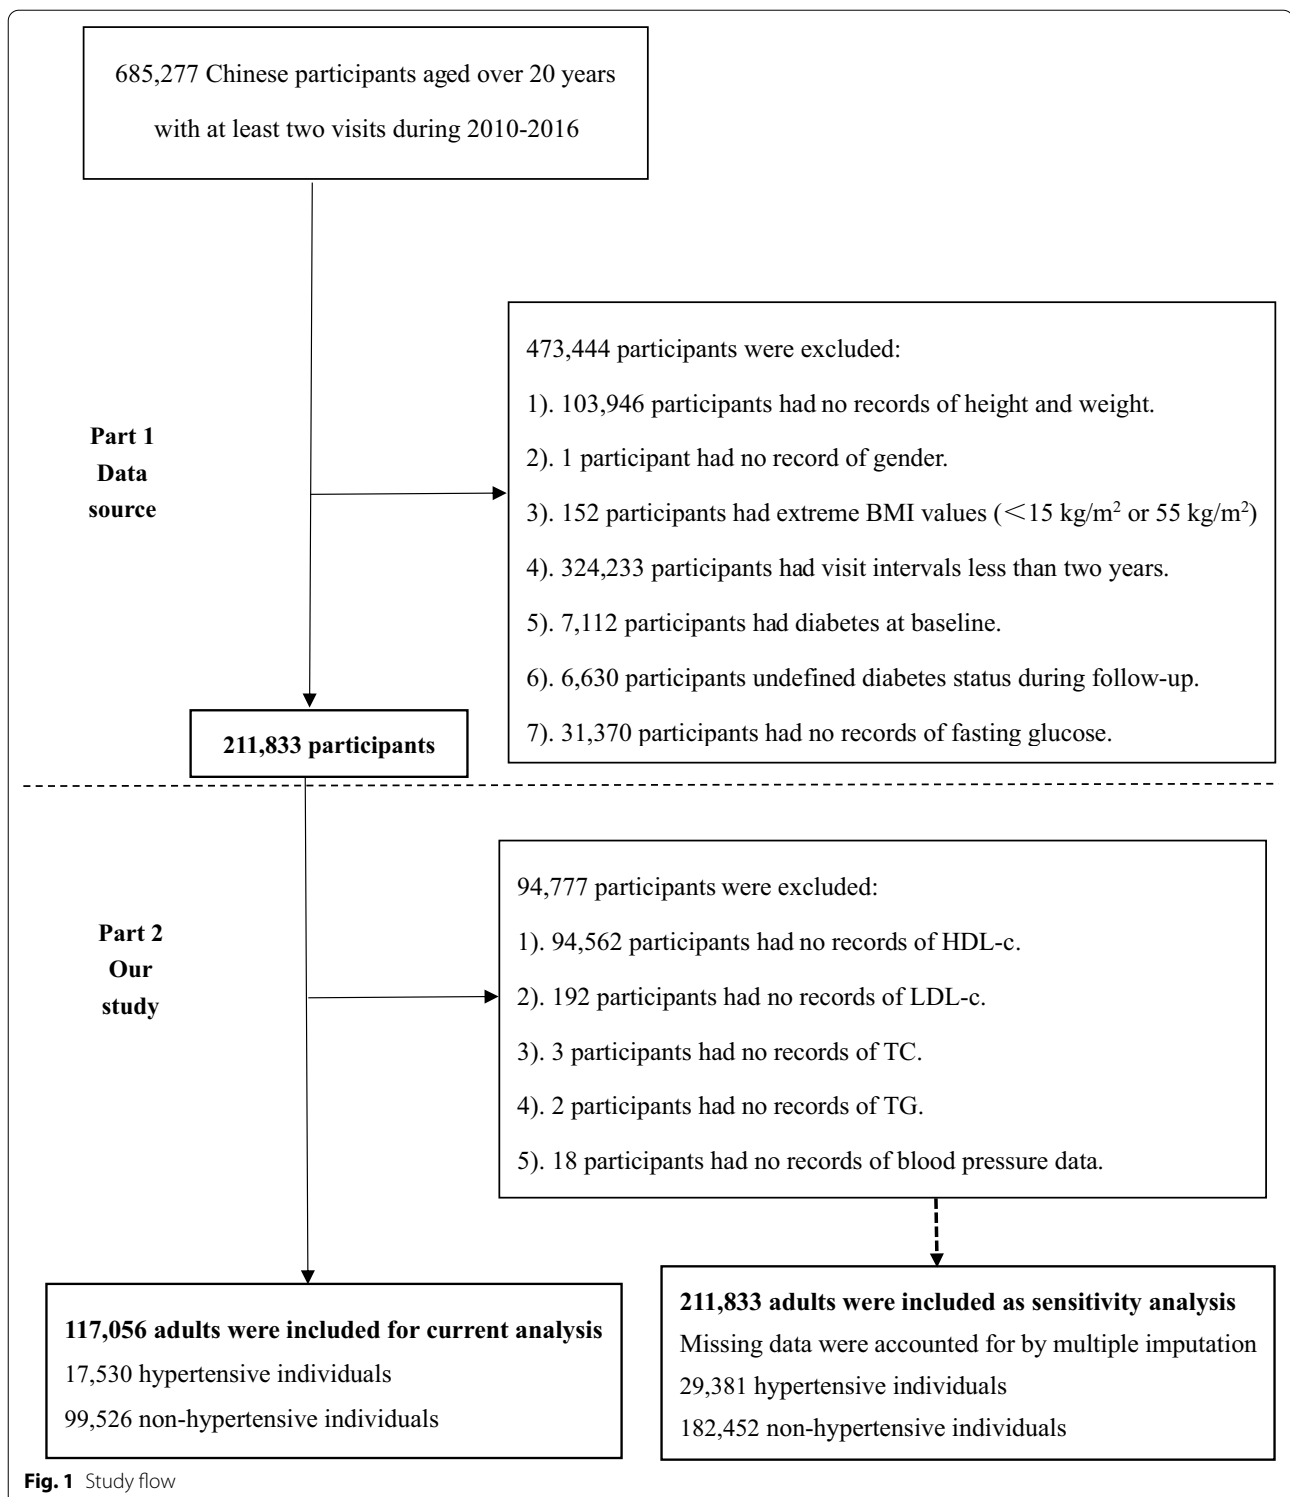 685,277 Chinese participants aged over 20 years
with at least two visits during 2010-2016
473,444 participants were excluded:
1). 103,946 participants had no records of height and weight.
2). 1 participant had no record of gender.
3). 152 participants had extreme BMI values (<15 kg/m² or 55 kg/m²)
4). 324,233 participants had visit intervals less than two years.
5). 7,112 participants had diabetes at baseline.
6). 6,630 participants undefined diabetes status during follow-up.
7). 31,370 participants had no records of fasting glucose.
Part 1
Data
source
211,833 participants
94,777 participants were excluded:
1). 94,562 participants had no records of HDL-c.
2). 192 participants had no records of LDL-c.
3). 3 participants had no records of TC.
4). 2 participants had no records of TG.
5). 18 participants had no records of blood pressure data.
Part 2
Our
study
117,056 adults were included for current analysis
17,530 hypertensive individuals
99,526 non-hypertensive individuals
211,833 adults were included as sensitivity analysis
Missing data were accounted for by multiple imputation
29,381 hypertensive individuals
182,452 non-hypertensive individuals
Fig. 1 Study flow